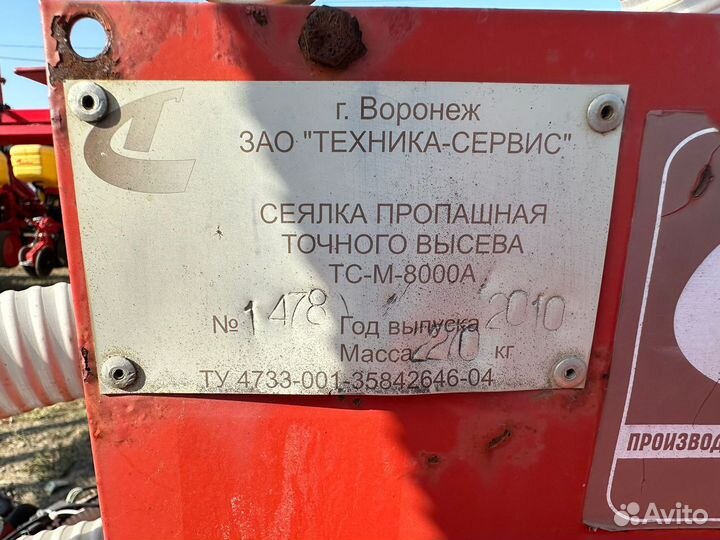 г. Воронеж
ЗАО "ТЕХНИКА-СЕРВИС"
СЕЯЛКА ПРОПАШНАЯ
ТОЧНОГО ВЫСЕВА
ТС-М-8000А
№ 1478 Год выпуска 2010
Масса 2270 кг
ТУ 4733-001-35842646-04
ПРОИЗВОД
Avito